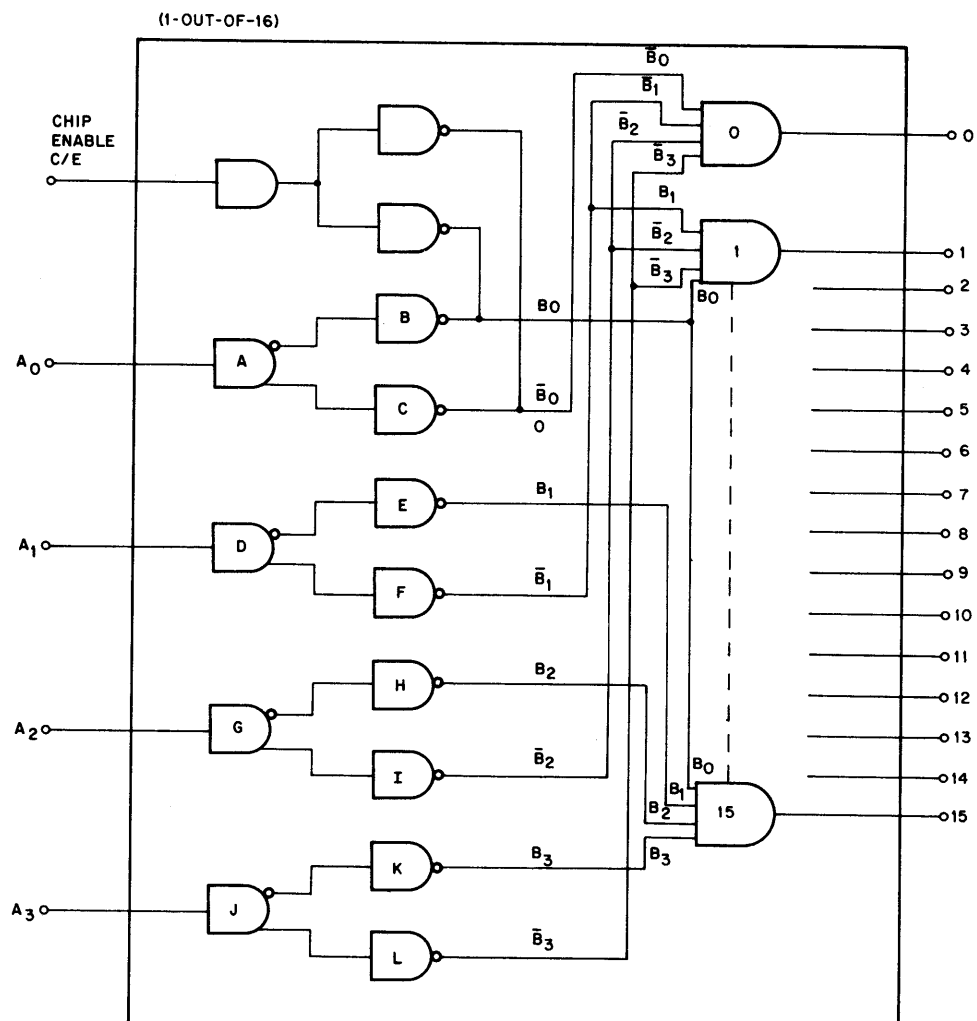 (1-OUT-OF-16)
CHIP
ENABLE
C/E
B̅0
B̅1
B̅2
B̅3
0
0
B1
B̅2
B̅3
B0
1
1
2
3
4
5
6
7
8
9
10
11
12
13
14
15
A0
A
B
B0
C
B̅0
0
A1
D
E
B1
F
B̅1
A2
G
H
B2
I
B̅2
A3
J
K
B3
L
B̅3
B0
B1
B2
B3
15